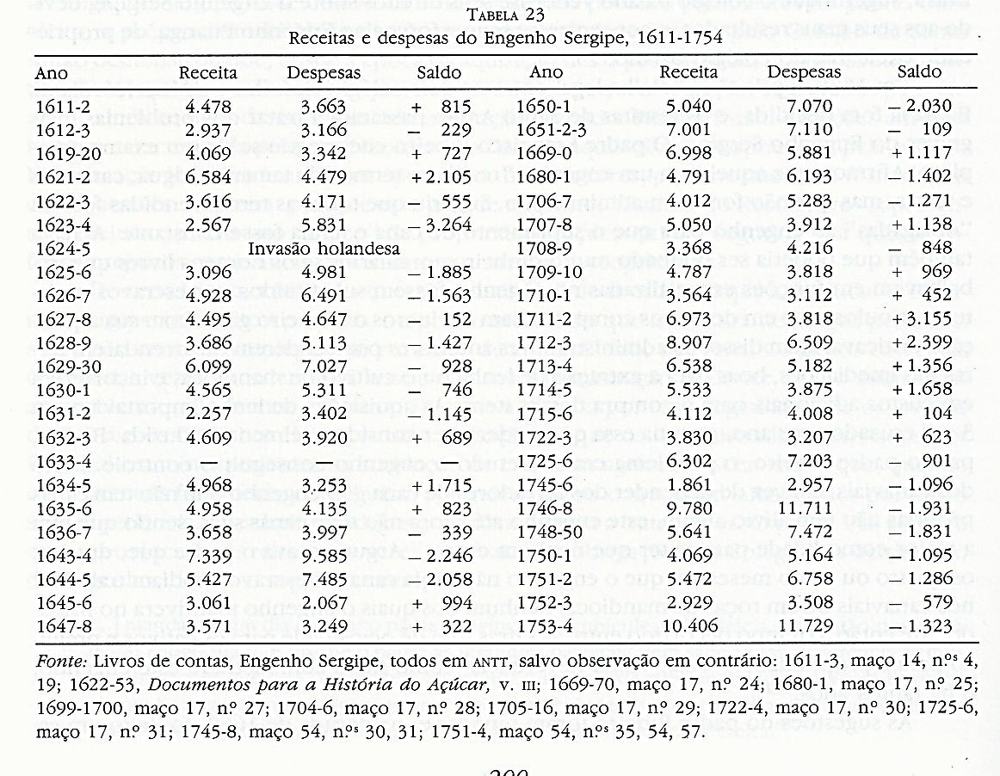 TABELA 23
Receitas e despesas do Engenho Sergipe, 1611-1754
Ano Receita Despesas Saldo Ano Receita Despesas Saldo
1611-2 4.478 3.663 + 815 1650-1 5.040 7.070 – 2.030
1612-3 2.937 3.166 – 229 1651-2-3 7.001 7.110 – 109
1619-20 4.069 3.342 + 727 1669-0 6.998 5.881 + 1.117
1621-2 6.584 4.479 + 2.105 1680-1 4.791 6.193 – 1.402
1622-3 3.616 4.171 – 555 1706-7 4.012 5.283 – 1.271
1623-4 2.567 5.831 – 3.264 1707-8 5.050 3.912 + 1.138
1624-5 Invasão holandesa 1708-9 3.368 4.216 – 848
1625-6 3.096 4.981 – 1.885 1709-10 4.787 3.818 + 969
1626-7 4.928 6.491 – 1.563 1710-1 3.564 3.112 + 452
1627-8 4.495 4.647 – 152 1711-2 6.973 3.818 + 3.155
1628-9 3.686 5.113 – 1.427 1712-3 8.907 6.509 + 2.399
1629-30 6.099 7.027 – 928 1713-4 6.538 5.182 + 1.356
1630-1 4.565 5.311 – 746 1714-5 5.533 3.875 + 1.658
1631-2 2.257 3.402 – 1.145 1715-6 4.112 4.008 + 104
1632-3 4.609 3.920 + 689 1722-3 3.830 3.207 + 623
1633-4 — — — 1725-6 6.302 7.203 – 901
1634-5 4.968 3.253 + 1.715 1745-6 1.861 2.957 – 1.096
1635-6 4.958 4.135 + 823 1746-8 9.780 11.711 – 1.931
1636-7 3.658 3.997 – 339 1748-50 5.641 7.472 – 1.831
1643-4 7.339 9.585 – 2.246 1750-1 4.069 5.164 – 1.095
1644-5 5.427 7.485 – 2.058 1751-2 5.472 6.758 – 1.286
1645-6 3.061 2.067 + 994 1752-3 2.929 3.508 – 579
1647-8 3.571 3.249 + 322 1753-4 10.406 11.729 – 1.323
Fonte: Livros de contas, Engenho Sergipe, todos em ANTT, salvo observação em contrário: 1611-3, maço 14, n.ºs 4,
19; 1622-53, Documentos para a História do Açúcar, v. III; 1669-70, maço 17, n.º 24; 1680-1, maço 17, n.º 25;
1699-1700, maço 17, n.º 27; 1704-6, maço 17, n.º 28; 1705-16, maço 17, n.º 29; 1722-4, maço 17, n.º 30; 1725-6,
maço 17, n.º 31; 1745-8, maço 54, n.ºs 30, 31; 1751-4, maço 54, n.ºs 35, 54, 57.